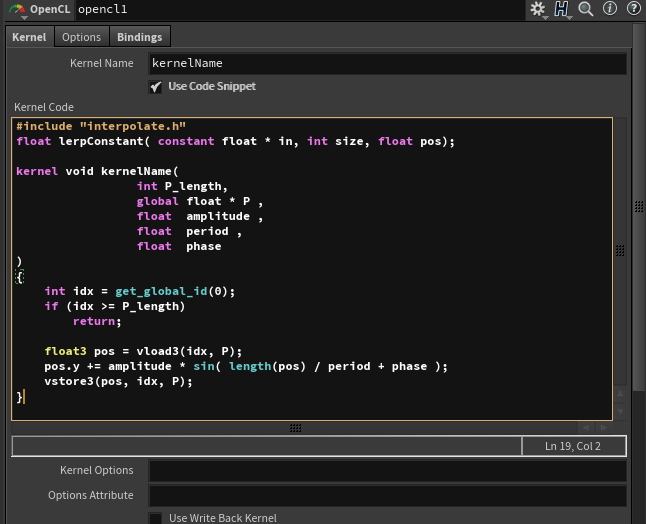 OpenCL opencl1
Kernel Options Bindings
Kernel Name kernelName
Use Code Snippet
Kernel Code
#include "interpolate.h"
float lerpConstant( constant float * in, int size, float pos);
kernel void kernelName(
int P_length,
global float * P ,
float  amplitude ,
float  period ,
float  phase
)
{
int idx = get_global_id(0);
if (idx >= P_length)
return;
float3 pos = vload3(idx, P);
pos.y += amplitude * sin( length(pos) / period + phase );
vstore3(pos, idx, P);
}
Ln 19, Col 2
Kernel Options
Options Attribute
Use Write Back Kernel